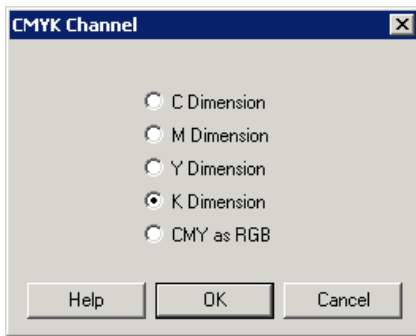 CMYK Channel
C Dimension
M Dimension
Y Dimension
K Dimension
CMY as RGB
Help OK Cancel